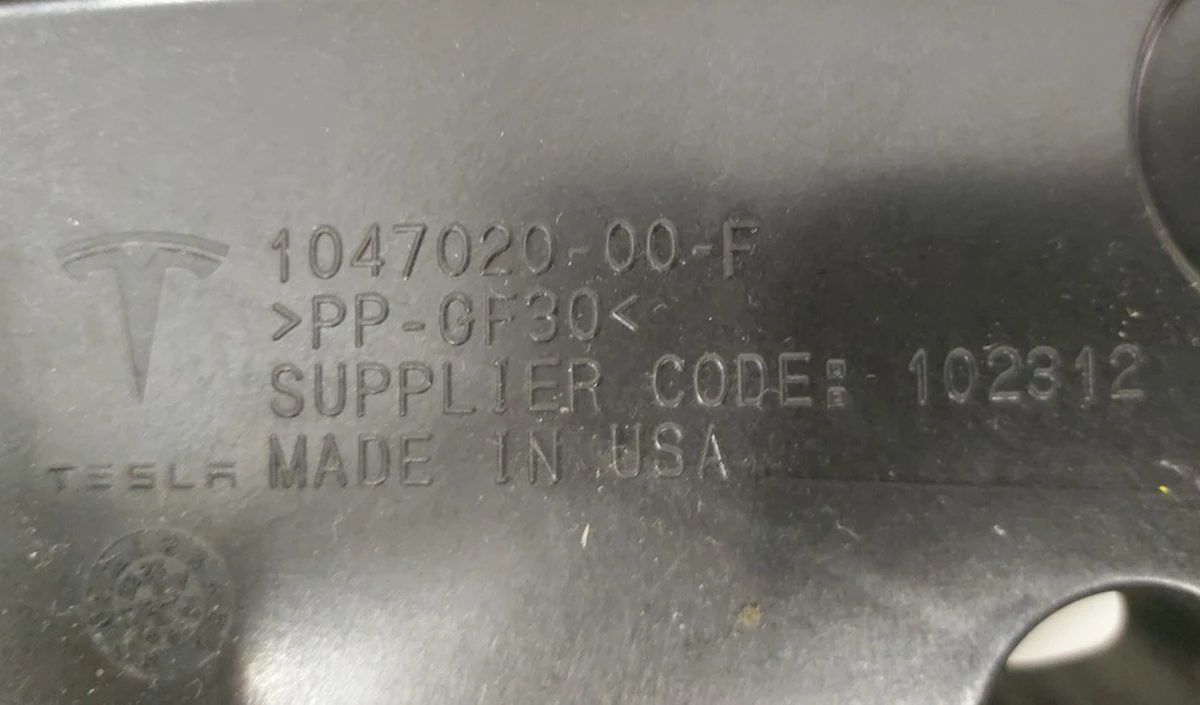 1047020-00-F
>PP-GF30<
SUPPLIER CODE: 102312
MADE IN USA
TESLA